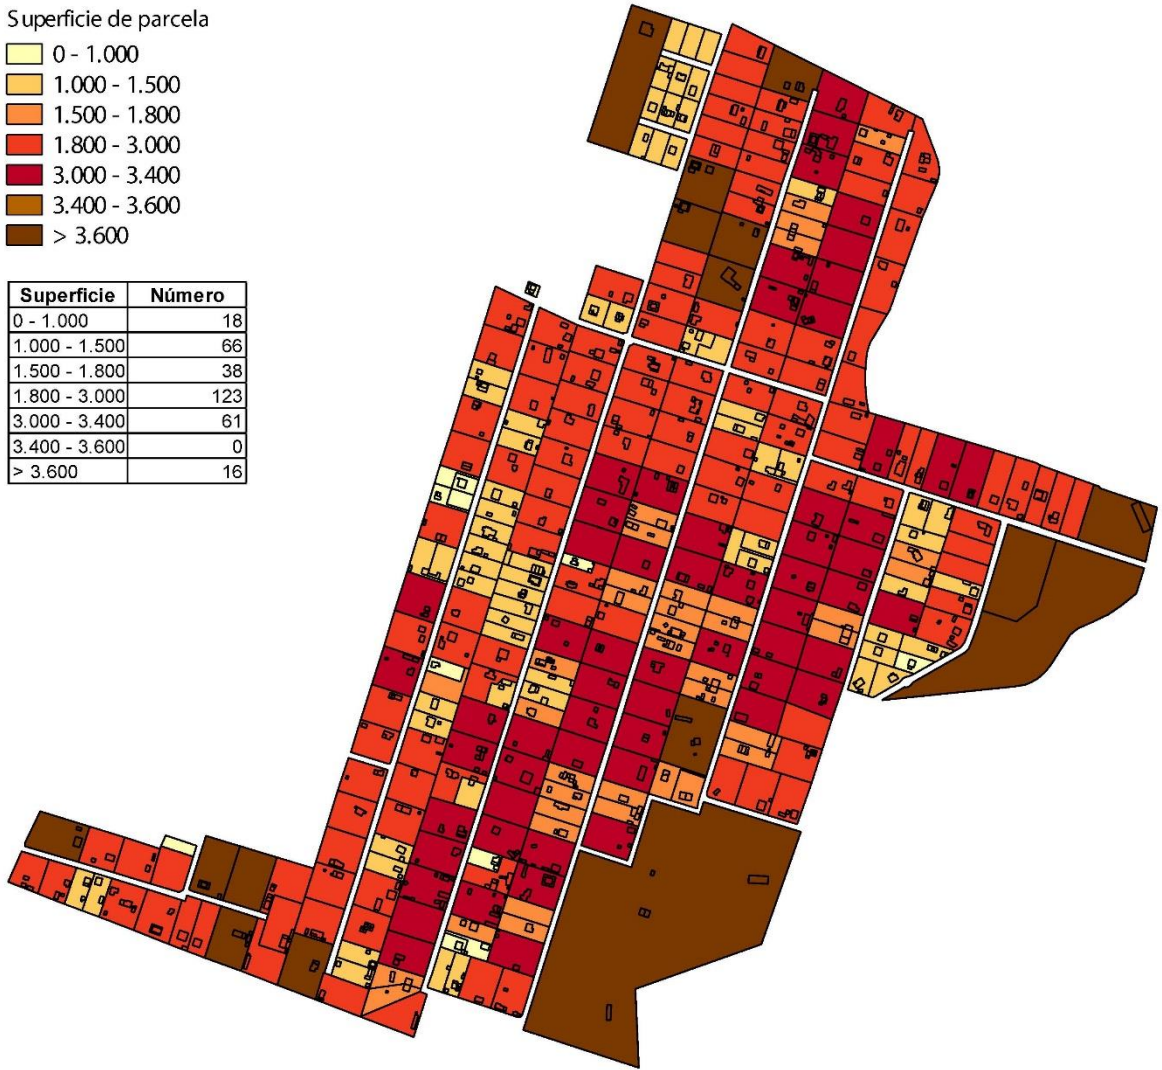 Superficie de parcela
0 - 1.000
1.000 - 1.500
1.500 - 1.800
1.800 - 3.000
3.000 - 3.400
3.400 - 3.600
> 3.600
Superficie Número
0 - 1.000 18
1.000 - 1.500 66
1.500 - 1.800 38
1.800 - 3.000 123
3.000 - 3.400 61
3.400 - 3.600 0
> 3.600 16